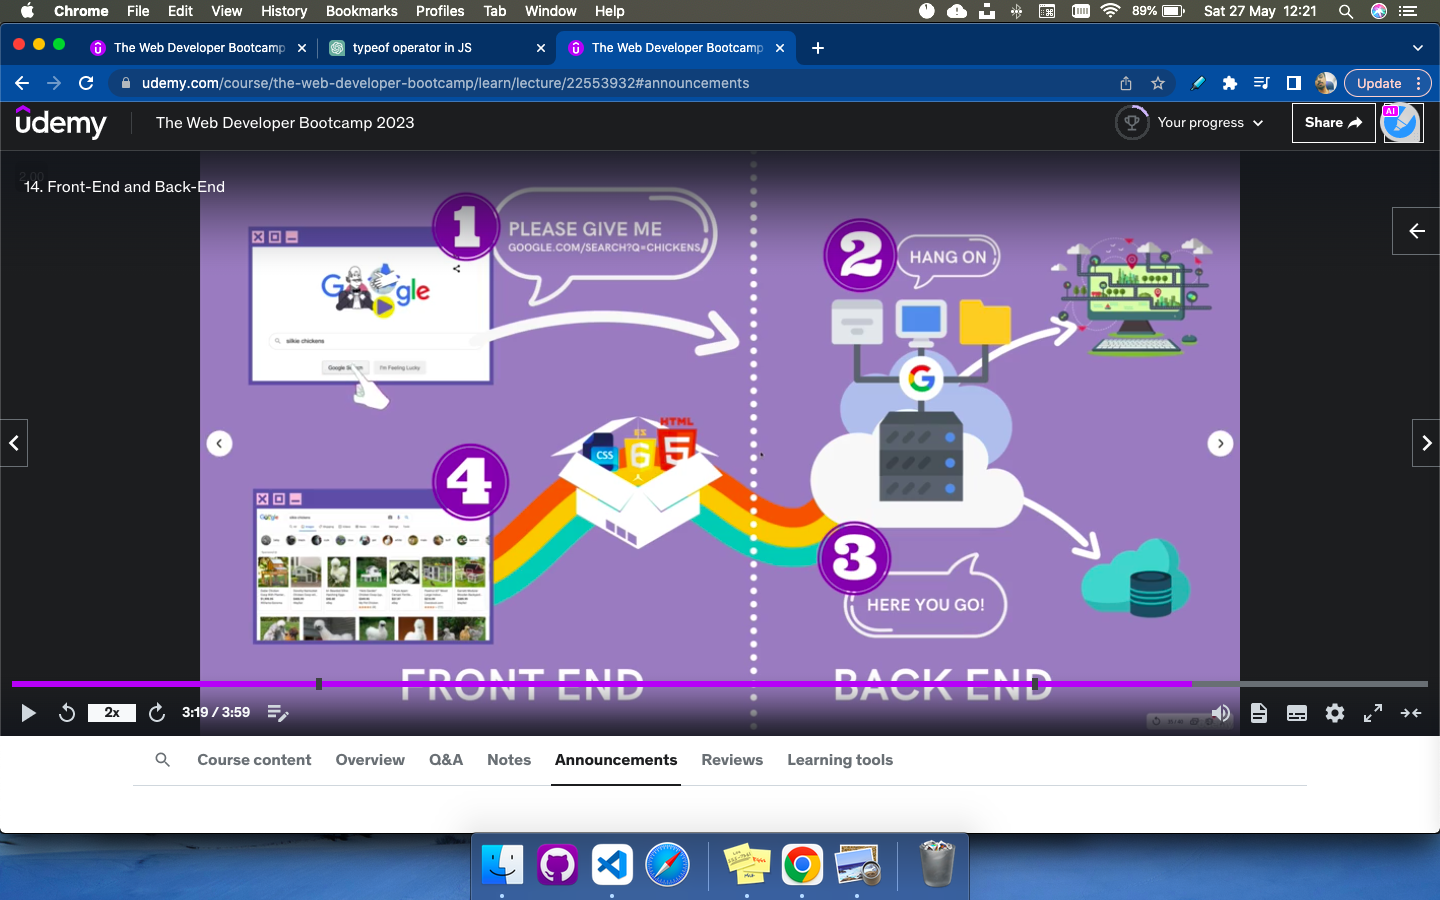 Chrome File Edit View History Bookmarks Profiles Tab Window Help 89% Sat 27 May 12:21
The Web Developer Bootcamp
typeof operator in JS
The Web Developer Bootcamp
udemy.com/course/the-web-developer-bootcamp/learn/lecture/22553932#announcements
Update
udemy
The Web Developer Bootcamp 2023
Your progress
Share
AI
14. Front-End and Back-End
1
PLEASE GIVE ME
GOOGLE.COM/SEARCH?Q=CHICKENS
silkie chickens
Google Search
I'm Feeling Lucky
2
HANG ON
G
4
CSS
6
HTML
5
3
HERE YOU GO!
FRONT END
BACK END
2x
3:19 / 3:59
Course content
Overview
Q&A
Notes
Announcements
Reviews
Learning tools